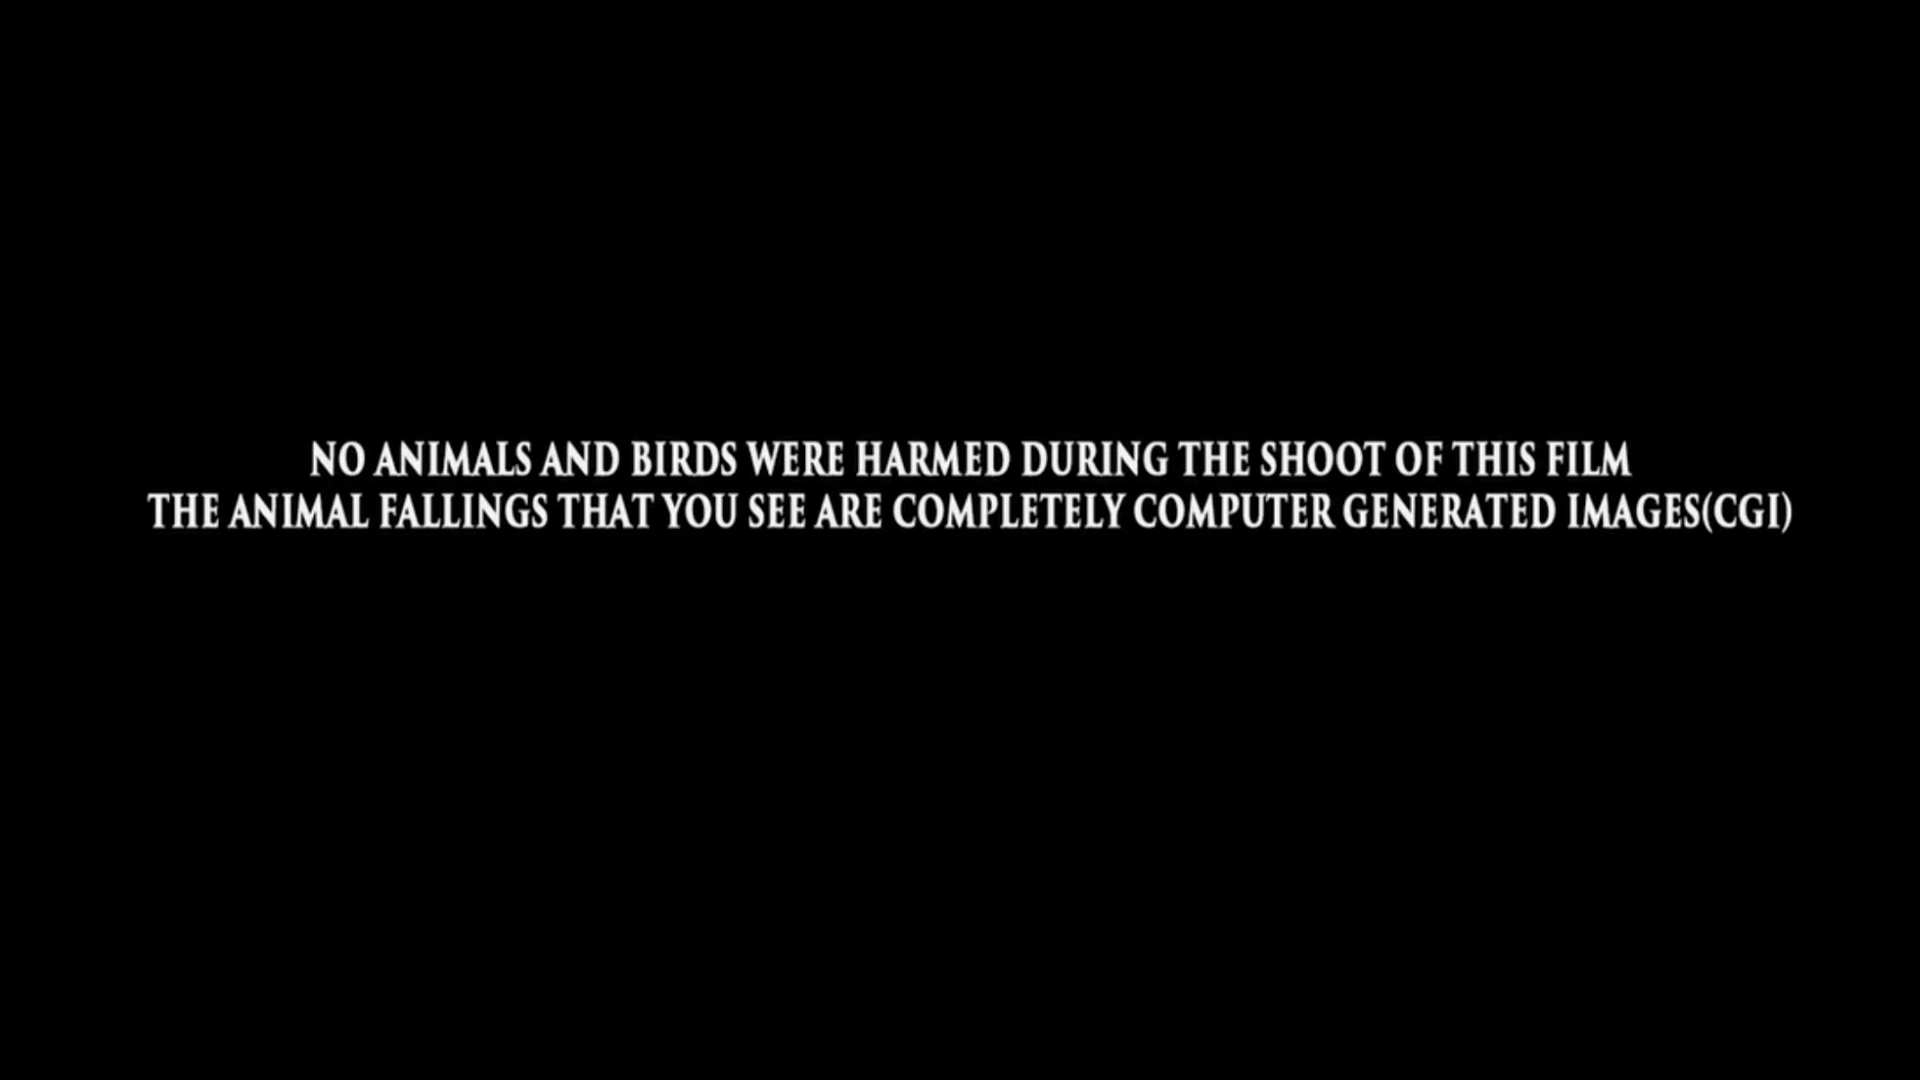 NO ANIMALS AND BIRDS WERE HARMED DURING THE SHOOT OF THIS FILM
THE ANIMAL FALLINGS THAT YOU SEE ARE COMPLETELY COMPUTER GENERATED IMAGES(CGI)